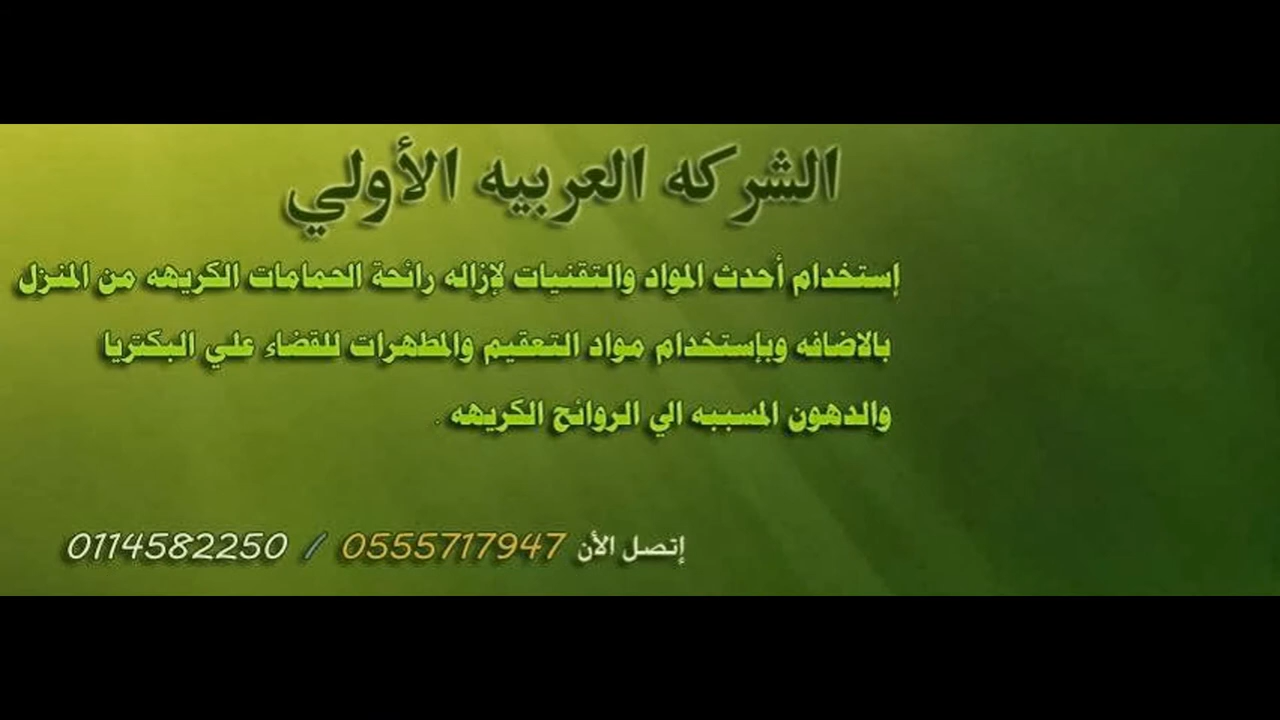 الشركه العربيه الأولي
إستخدام أحدث المواد والتقنيات لإزاله رائحة الحمامات الكريهه من المنزل
بالاضافه وبإستخدام مواد التعقيم والمطهرات للقضاء علي البكتريا
والدهون المسببه الي الروائح الكريهه .
إتصل الأن 0555717947 / 0114582250